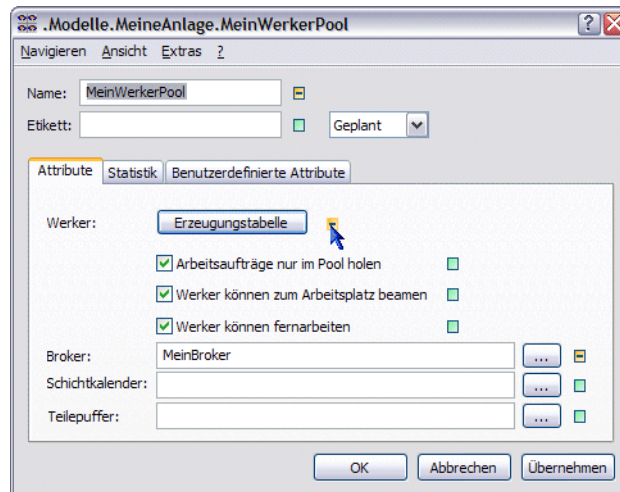 .Modelle.MeineAnlage.MeinWerkerPool
Navigieren Ansicht Extras ?
Name: MeinWerkerPool
Etikett: Geplant
Attribute Statistik Benutzerdefinierte Attribute
Werker: Erzeugungstabelle
Arbeitsaufträge nur im Pool holen
Werker können zum Arbeitsplatz beamen
Werker können fernarbeiten
Broker: MeinBroker ...
Schichtkalender: ...
Teilepuffer: ...
OK Abbrechen Übernehmen